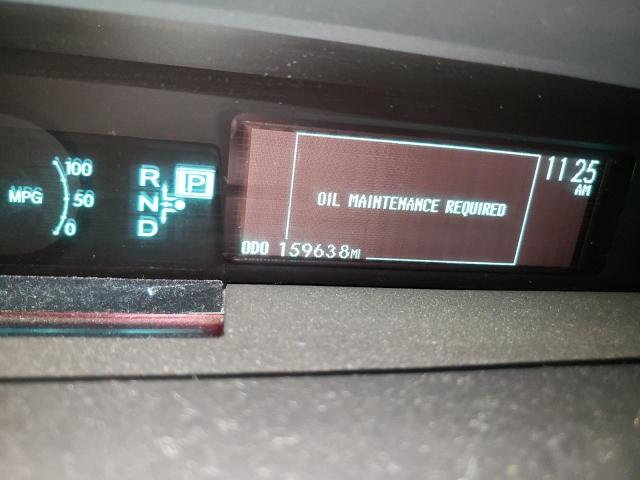 MPG
100
50
0
R
N
D
P
OIL MAINTENANCE REQUIRED
11 25
AM
ODO 159638 MI